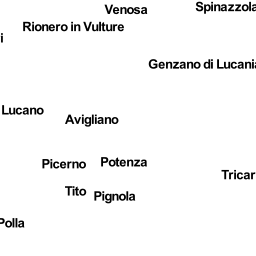 Venosa
Spinazzola
Rionero in Vulture
i
Genzano di Lucania
Lucano
Avigliano
Picerno
Potenza
Tricar
Tito
Pignola
Polla